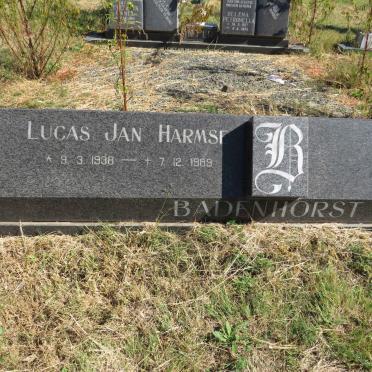 LUCAS JAN HARMSE
* 9. 3. 1938 — + 7. 12. 1989
B
BADENHORST